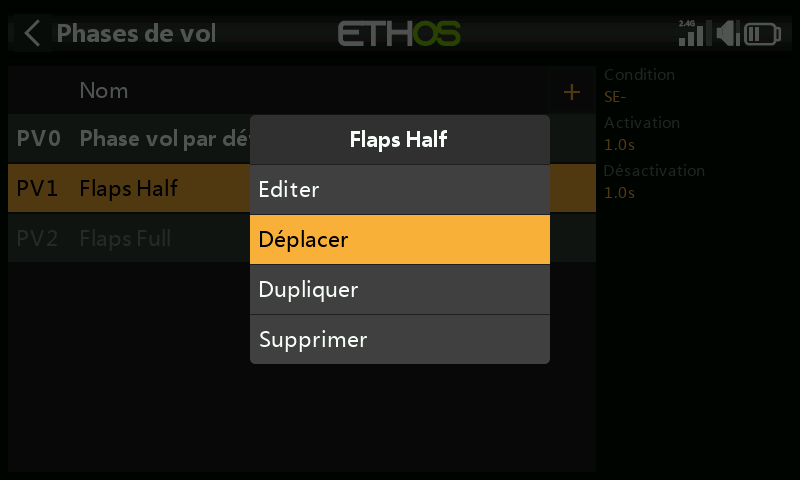 Phases de vol
ETHOS
2.4G
Nom
+
Condition
SE-
Activation
1.0s
Désactivation
1.0s
PV0 Phase vol par dé
PV1 Flaps Half
PV2 Flaps Full
Flaps Half
Editer
Déplacer
Dupliquer
Supprimer